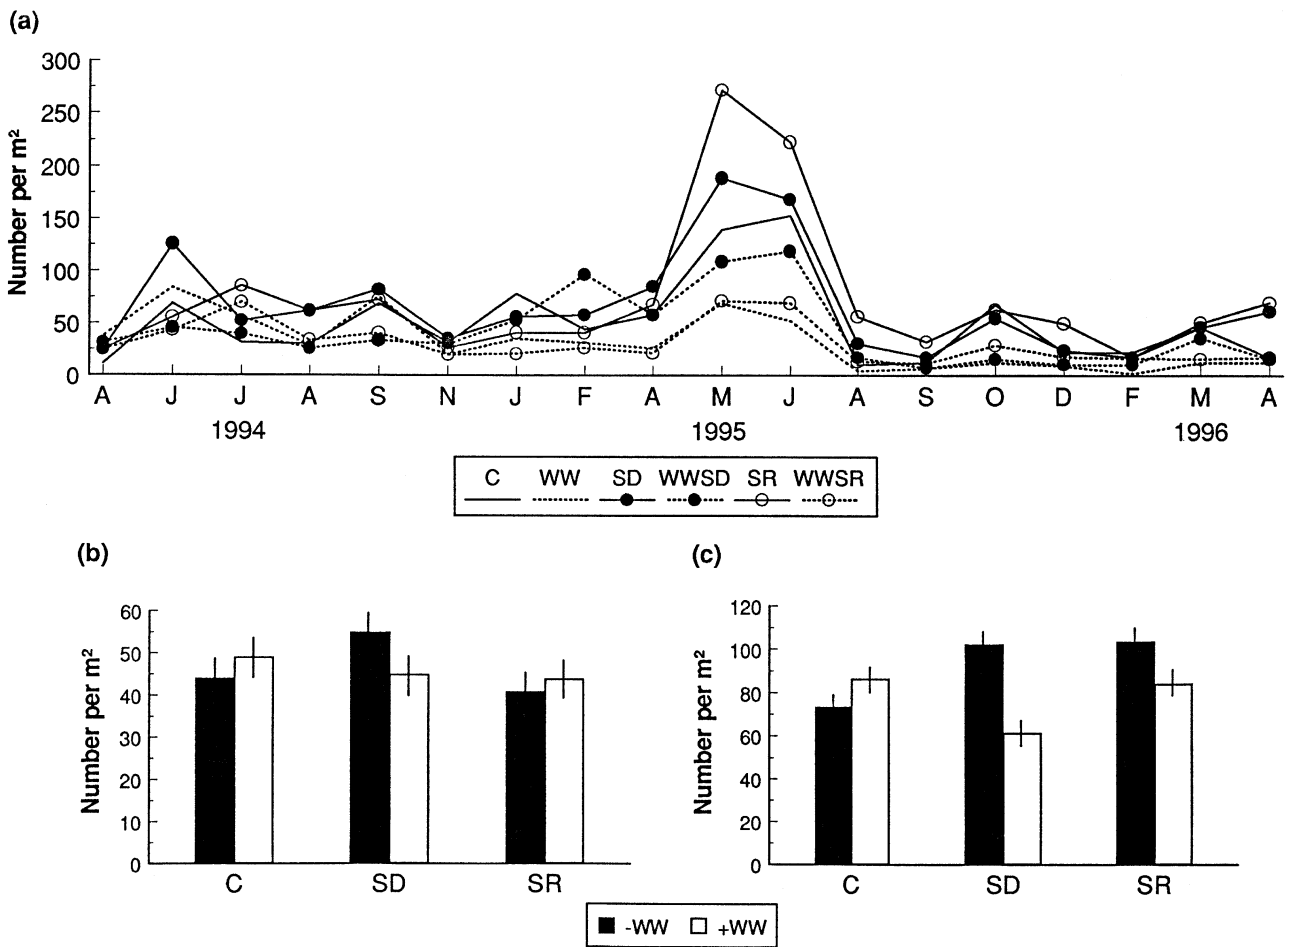 (a)
Number per m²
300
250
200
150
100
50
0
A J J A S N J F A M J A S O D F M A
1994 1995 1996
C WW SD WWSD SR WWSR
(b)
Number per m²
60
50
40
30
20
10
0
C SD SR
(c)
Number per m²
120
100
80
60
40
20
0
C SD SR
-WW +WW